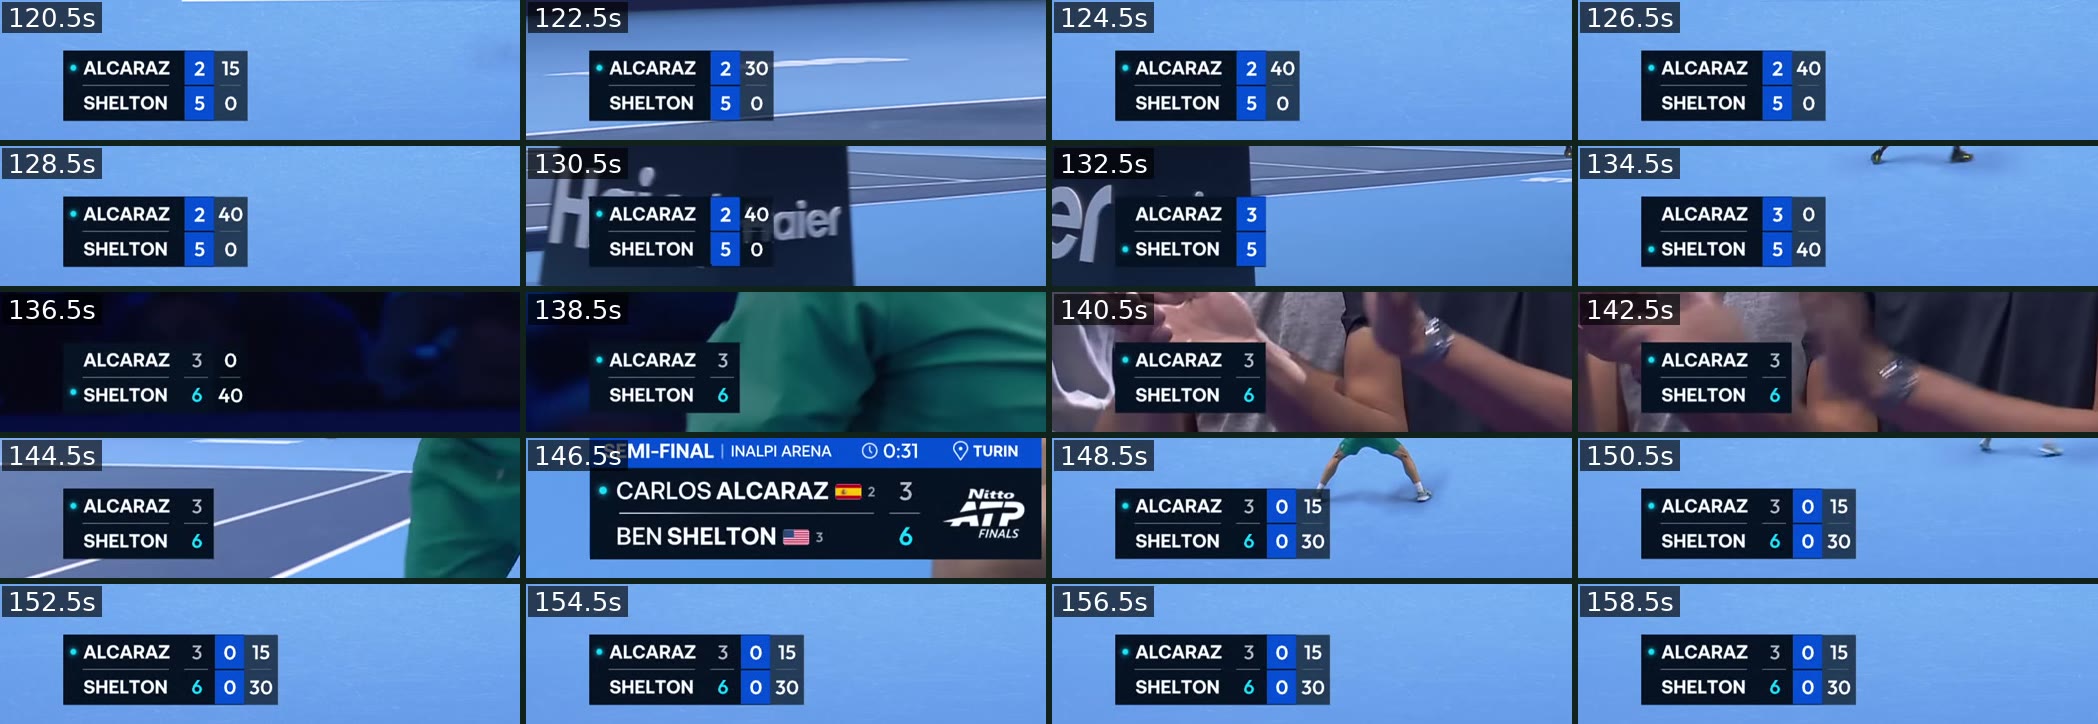 120.5s
ALCARAZ 2 15
SHELTON 5 0
122.5s
ALCARAZ 2 30
SHELTON 5 0
124.5s
ALCARAZ 2 40
SHELTON 5 0
126.5s
ALCARAZ 2 40
SHELTON 5 0
128.5s
ALCARAZ 2 40
SHELTON 5 0
130.5s
ALCARAZ 2 40
SHELTON 5 0
aier
132.5s
ALCARAZ 3
SHELTON 5
er
134.5s
ALCARAZ 3 0
SHELTON 5 40
136.5s
ALCARAZ 3 0
SHELTON 6 40
138.5s
ALCARAZ 3
SHELTON 6
140.5s
ALCARAZ 3
SHELTON 6
142.5s
ALCARAZ 3
SHELTON 6
144.5s
ALCARAZ 3
SHELTON 6
146.5s
SEMI-FINAL | INALPI ARENA 0:31 TURIN
CARLOS ALCARAZ 2 3
BEN SHELTON 3 6
Nitto
ATP
FINALS
148.5s
ALCARAZ 3 0 15
SHELTON 6 0 30
150.5s
ALCARAZ 3 0 15
SHELTON 6 0 30
152.5s
ALCARAZ 3 0 15
SHELTON 6 0 30
154.5s
ALCARAZ 3 0 15
SHELTON 6 0 30
156.5s
ALCARAZ 3 0 15
SHELTON 6 0 30
158.5s
ALCARAZ 3 0 15
SHELTON 6 0 30